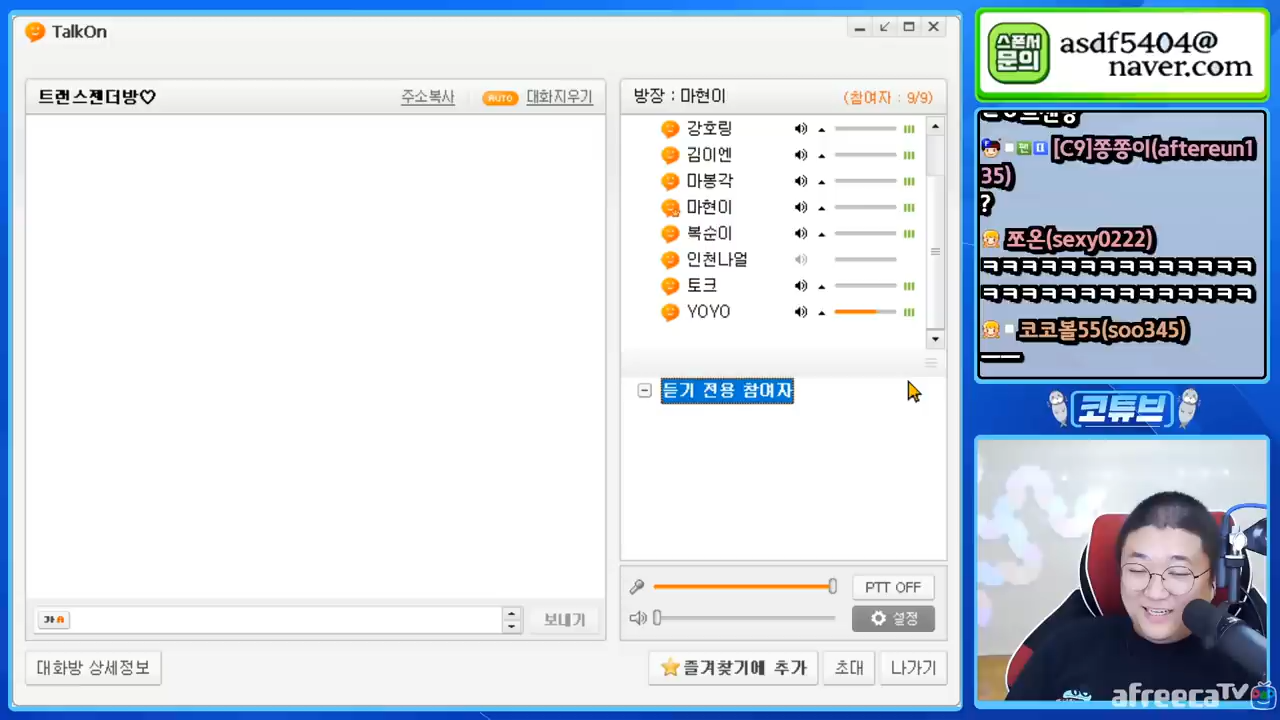 TalkOn
트랜스젠더방♡
주소복사
AUTO 대화지우기
방장 : 마현이
(참여자 : 9/9)
강호링
김이엔
마봉각
마현이
복순이
인천나얼
토크
YOYO
듣기 전용 참여자
PTT OFF
설정
가A
보내기
대화방 상세정보
즐겨찾기에 추가
초대
나가기
스폰서
문의
asdf5404@
naver.com
펜
[C9]쫑쫑이(aftereun1
35)
?
쪼온(sexy0222)
ㅋㅋㅋㅋㅋㅋㅋㅋㅋㅋㅋㅋㅋㅋ
ㅋㅋㅋㅋㅋㅋㅋㅋㅋㅋㅋㅋㅋㅋ
코코볼55(soo345)
ㅡㅡ
코튜브
afreecaTV